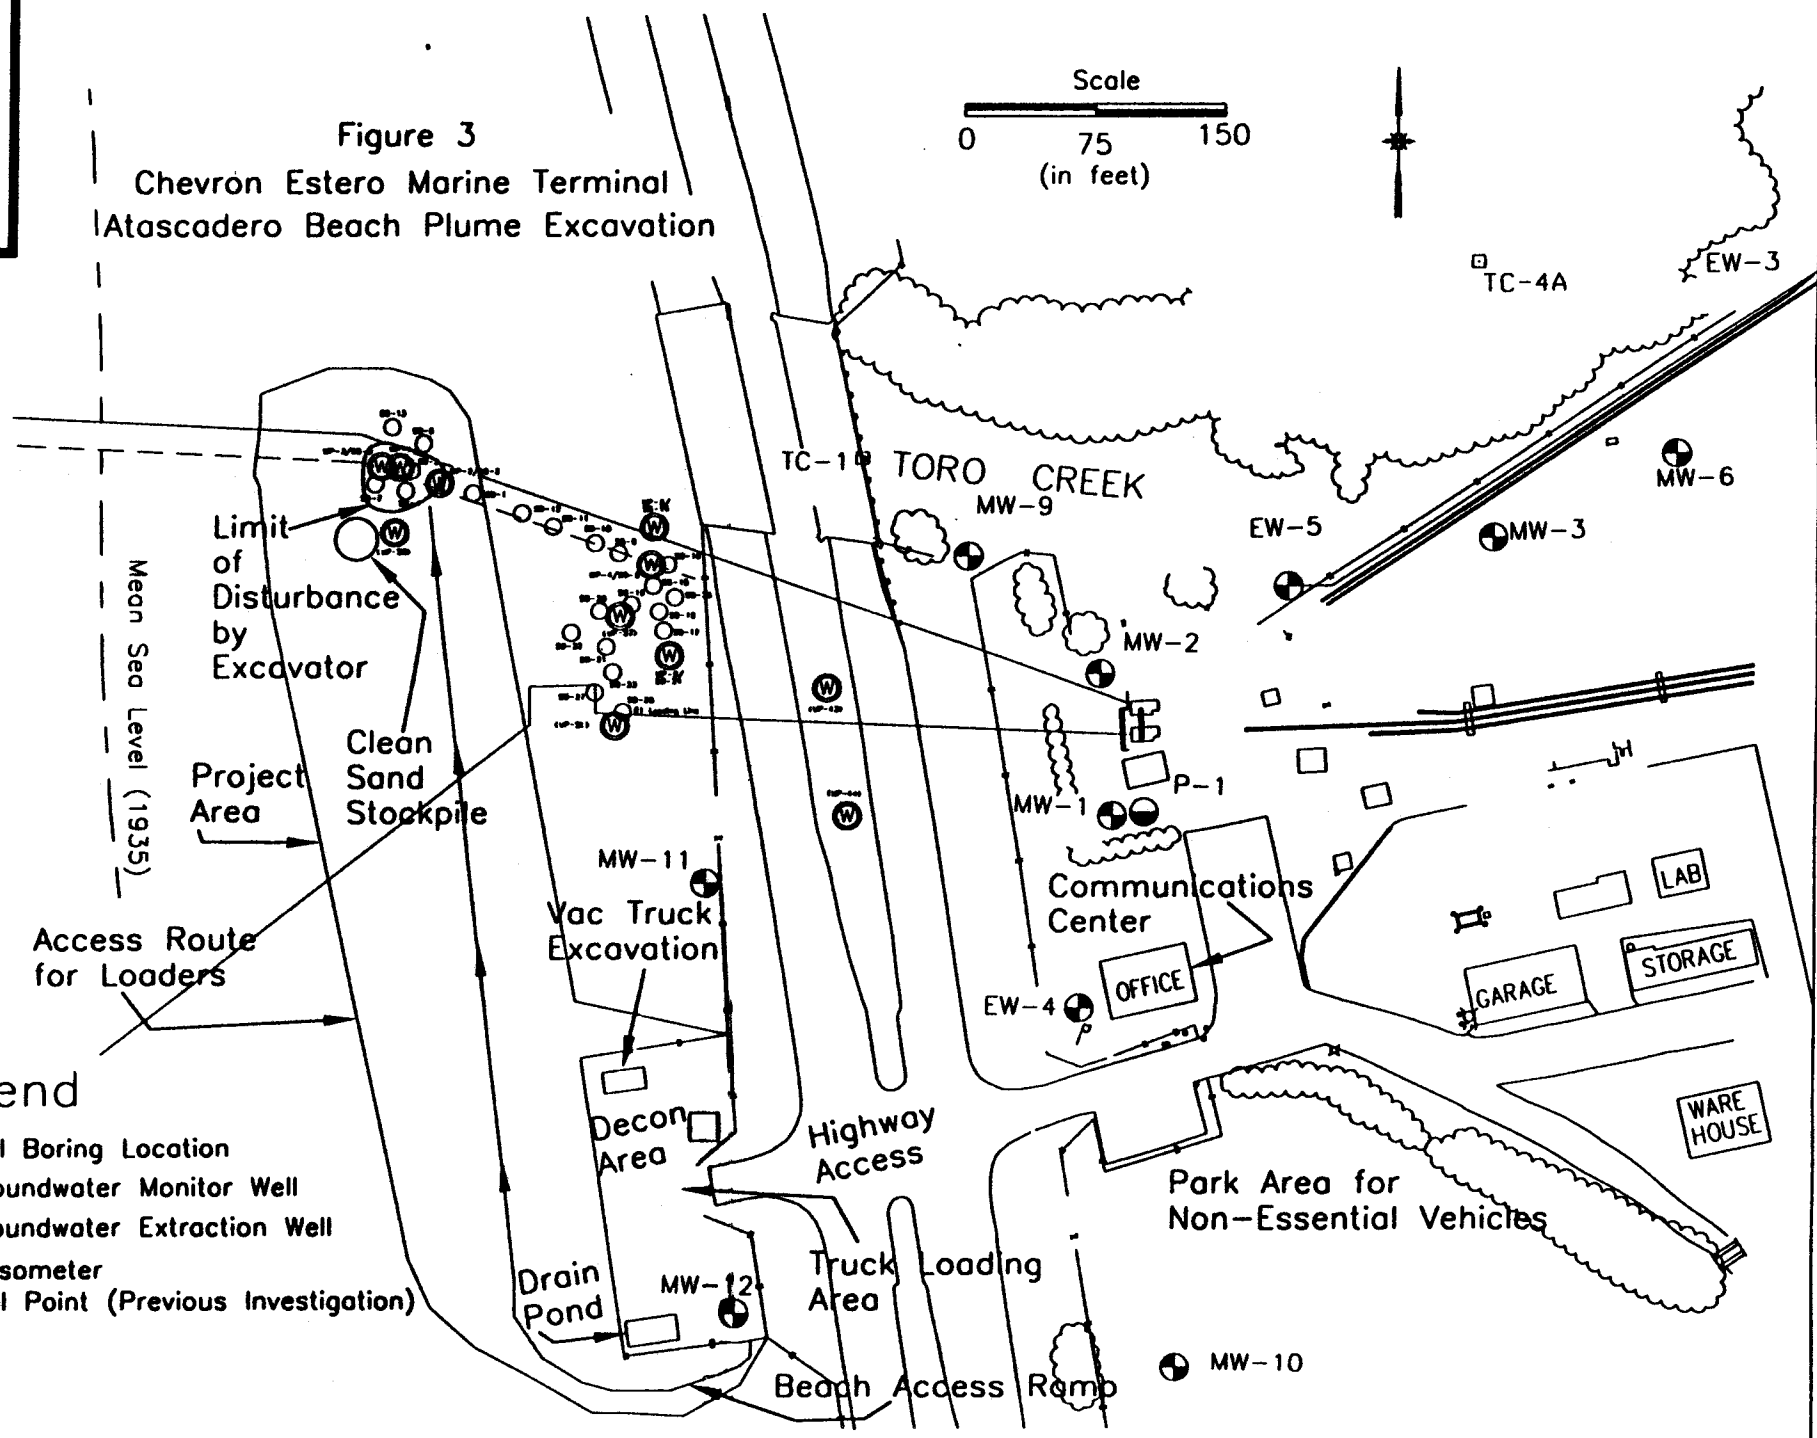 Figure 3
Chevron Estero Marine Terminal
Atascadero Beach Plume Excavation
Scale
0 75 150
(in feet)
EW-3
TC-4A
TC-1
TORO CREEK
MW-9
MW-6
EW-5
MW-3
MW-2
Limit
of
Disturbance
by
Excavator
Mean Sea Level (1935)
Clean
Sand
Stockpile
Project
Area
P-1
MW-1
MW-11
Vac Truck
Excavation
Communications
Center
LAB
STORAGE
GARAGE
OFFICE
EW-4
Access Route
for Loaders
WARE
HOUSE
Decon
Area
Highway
Access
Park Area for
Non-Essential Vehicles
Truck Loading
Area
Drain
Pond
MW-12
MW-10
Beach Access Ramp
end
l Boring Location
oundwater Monitor Well
oundwater Extraction Well
someter
l Point (Previous Investigation)